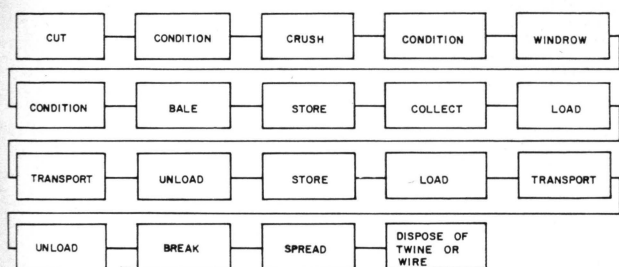 CUT CONDITION CRUSH CONDITION WINDROW
CONDITION BALE STORE COLLECT LOAD
TRANSPORT UNLOAD STORE LOAD TRANSPORT
UNLOAD BREAK SPREAD DISPOSE OF
TWINE OR
WIRE